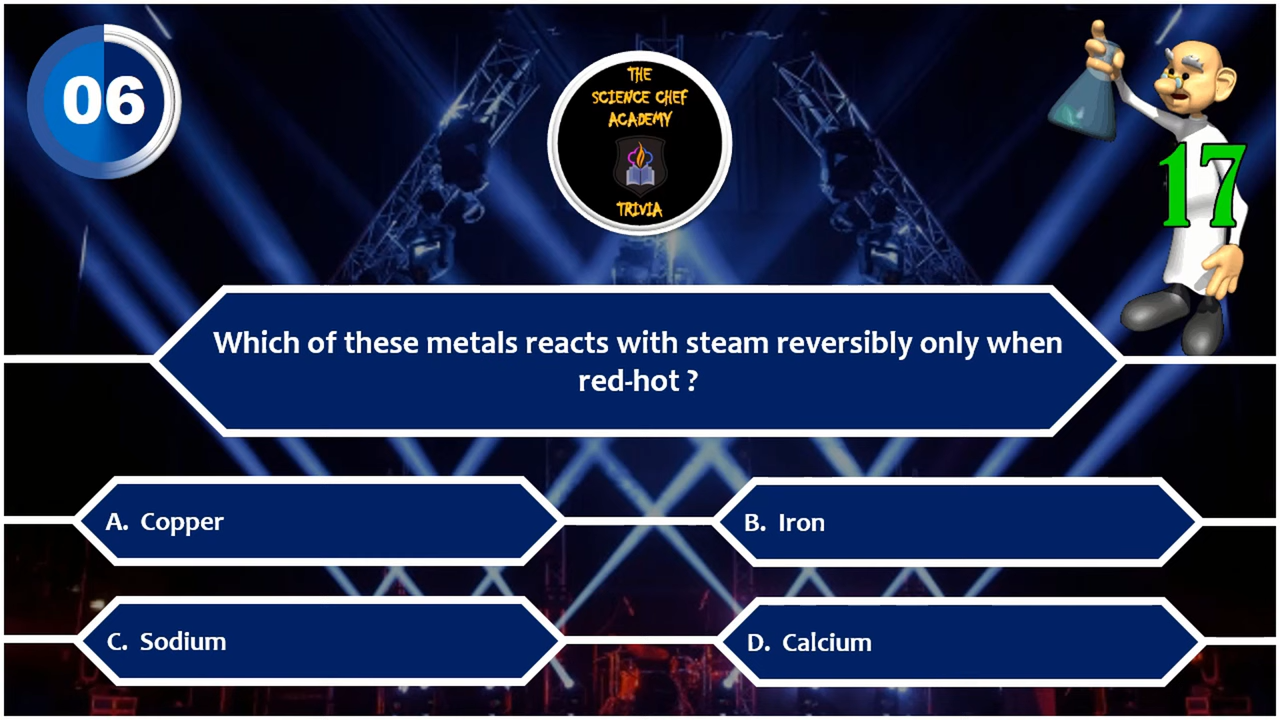 06
THE
SCIENCE CHEF
ACADEMY
TRIVIA
17
Which of these metals reacts with steam reversibly only when
red-hot ?
A. Copper
B. Iron
C. Sodium
D. Calcium